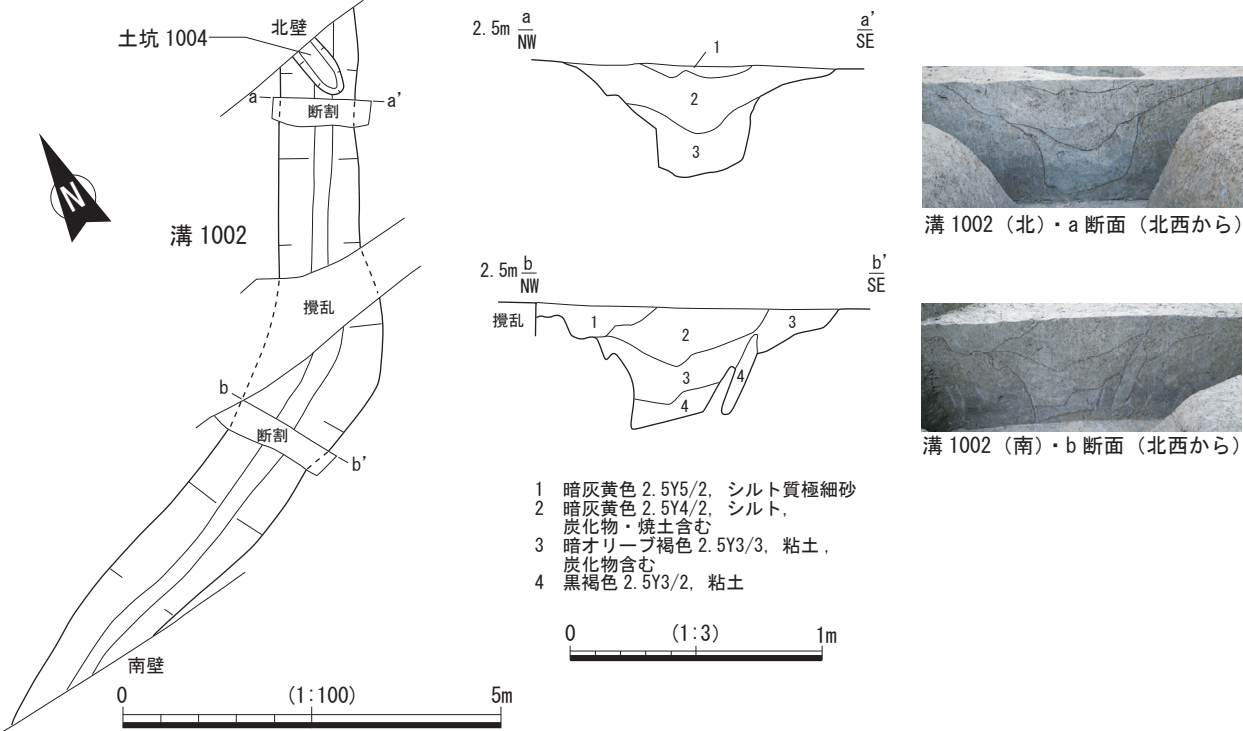 北壁
土坑 1004
a
a'
断割
N
溝 1002
攪乱
b
断割
b'
南壁
0 (1:100) 5m
2.5m a NW
a' SE
1
2
3
2.5m b NW
b' SE
攪乱
1
2
3
3
4
4
1 暗灰黄色 2.5Y5/2, シルト質極細砂
2 暗灰黄色 2.5Y4/2, シルト,
炭化物・焼土含む
3 暗オリーブ褐色 2.5Y3/3, 粘土,
炭化物含む
4 黒褐色 2.5Y3/2, 粘土
0 (1:3) 1m
溝 1002（北）・a 断面（北西から）
溝 1002（南）・b 断面（北西から）